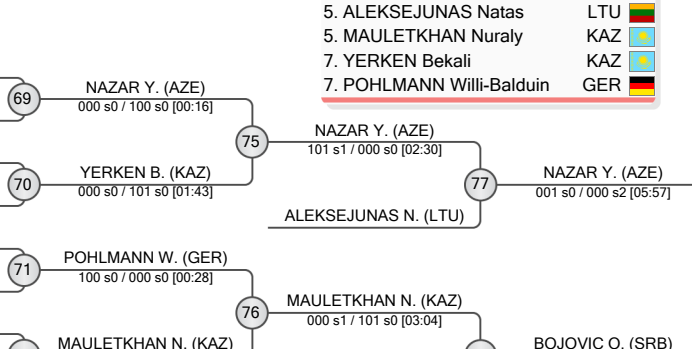 5. ALEKSEJUNAS Natas LTU
5. MAULETKHAN Nuraly KAZ
7. YERKEN Bekali KAZ
7. POHLMANN Willi-Balduin GER
69
NAZAR Y. (AZE)
000 s0 / 100 s0 [00:16]
75
NAZAR Y. (AZE)
101 s1 / 000 s0 [02:30]
70
YERKEN B. (KAZ)
000 s0 / 101 s0 [01:43]
77
NAZAR Y. (AZE)
001 s0 / 000 s2 [05:57]
ALEKSEJUNAS N. (LTU)
71
POHLMANN W. (GER)
100 s0 / 000 s0 [00:28]
76
MAULETKHAN N. (KAZ)
000 s1 / 101 s0 [03:04]
MAULETKHAN N. (KAZ)
BOJOVIC O. (SRB)